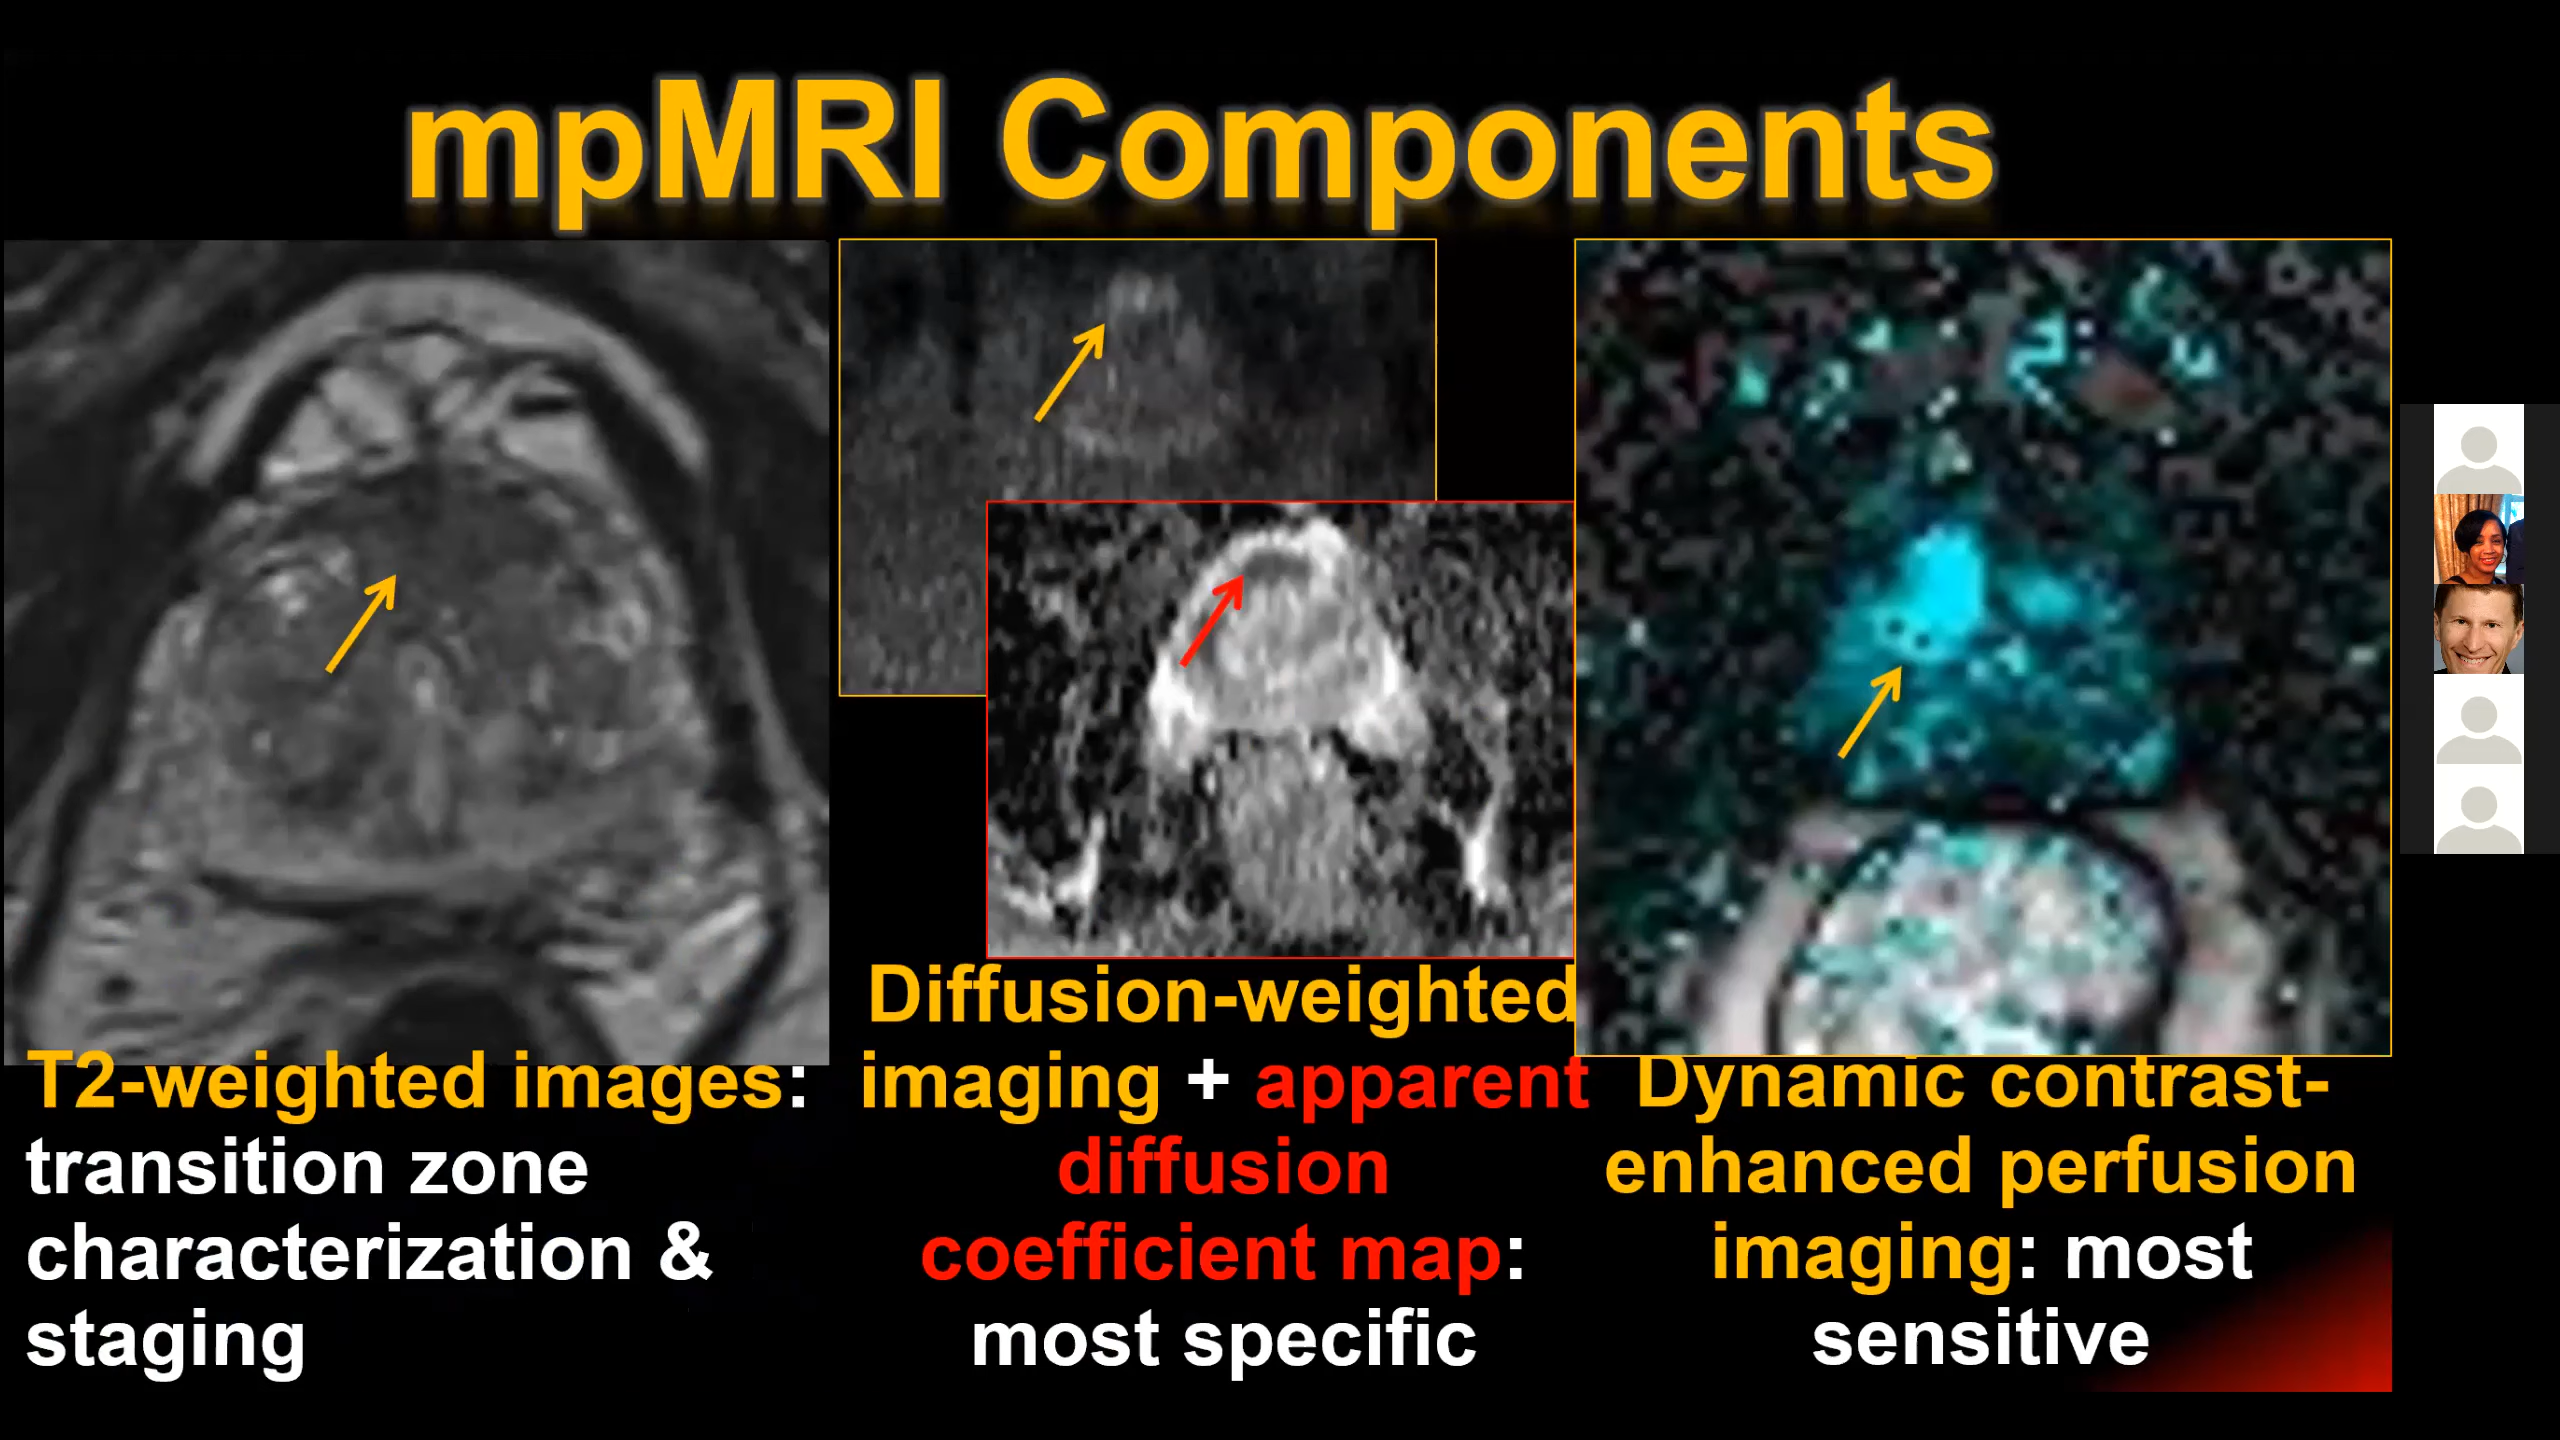 mpMRI Components
T2-weighted images:
transition zone
characterization &
staging
Diffusion-weighted
imaging + apparent
diffusion
coefficient map:
most specific
Dynamic contrast-
enhanced perfusion
imaging: most
sensitive